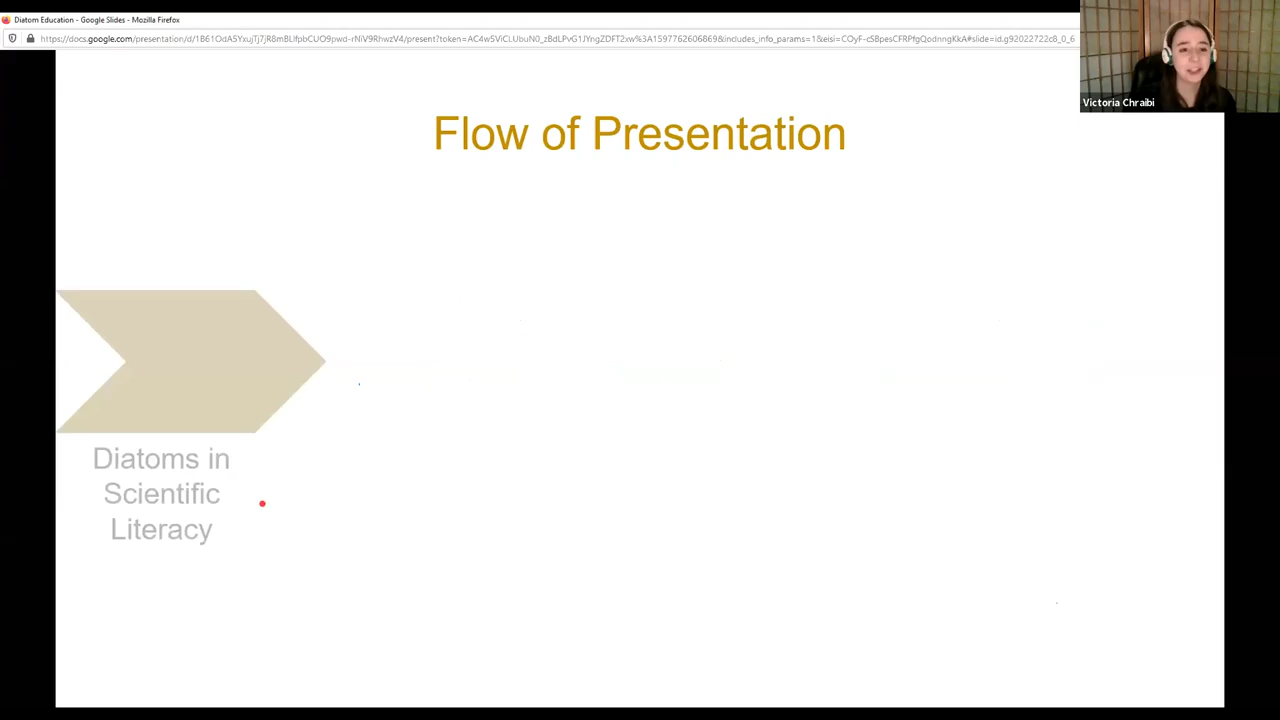 Diatom Education - Google Slides - Mozilla Firefox
Victoria Chraibi
Flow of Presentation
Diatoms in
Scientific
Literacy